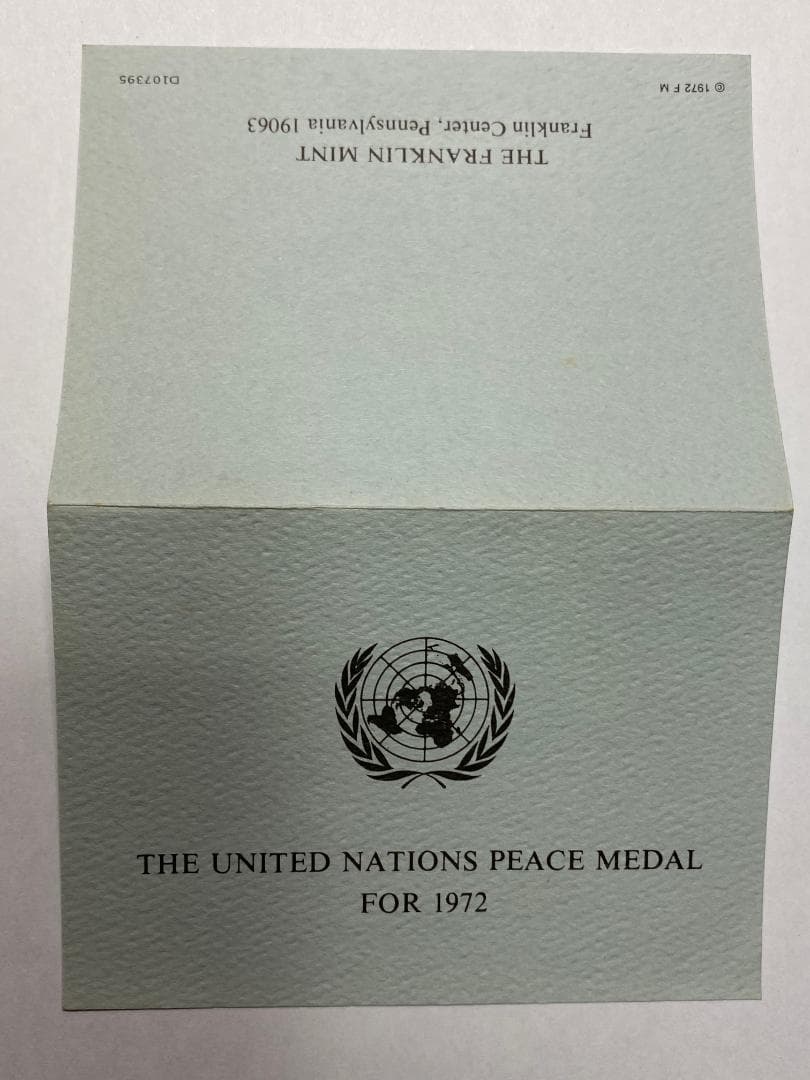 THE UNITED NATIONS PEACE MEDAL
FOR 1972
THE FRANKLIN MINT
Franklin Center, Pennsylvania 19063
© 1972 F M
D107395